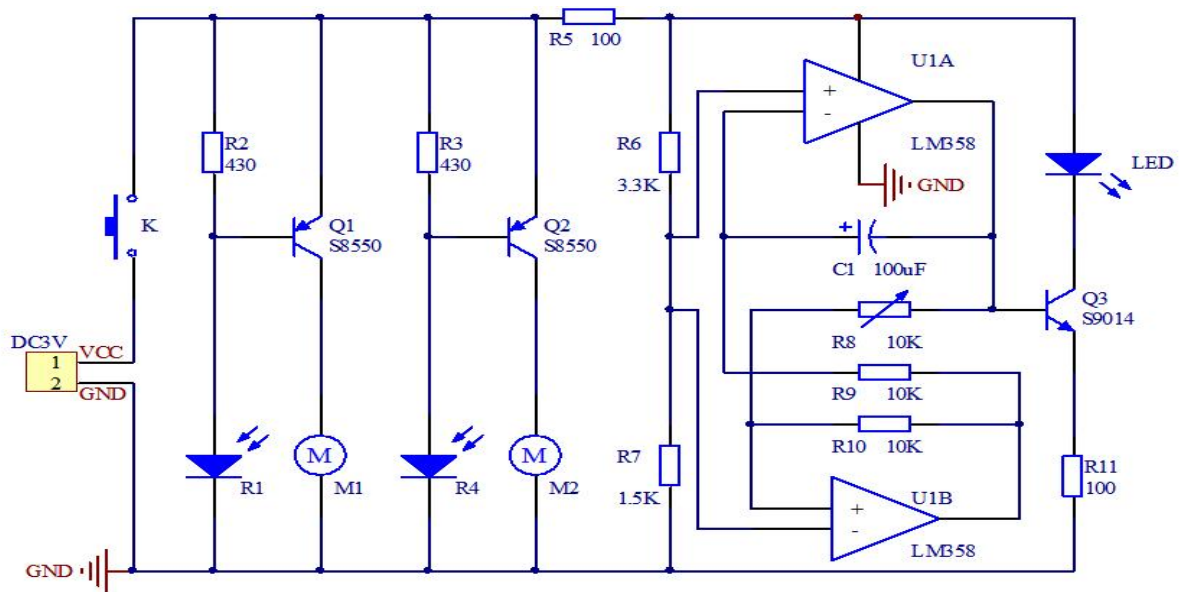 R5 100
U1A
+
-
LM358
GND
R2
430
R3
430
R6
3.3K
LED
K
Q1
S8550
Q2
S8550
+
C1 100uF
R8 10K
Q3
S9014
DC3V
1 VCC
2 GND
R9 10K
R10 10K
R7
1.5K
R1
M
M1
R4
M
M2
U1B
+
-
LM358
R11
100
GND